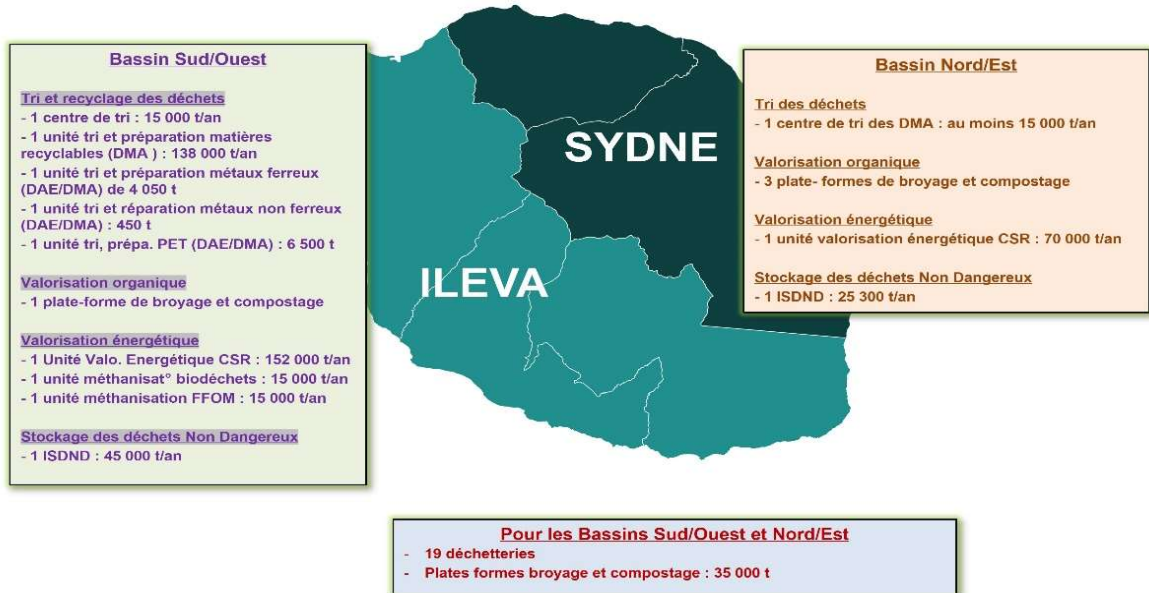 Bassin Sud/Ouest
Tri et recyclage des déchets
- 1 centre de tri : 15 000 t/an
- 1 unité tri et préparation matières
recyclables (DMA ) : 138 000 t/an
- 1 unité tri et préparation métaux ferreux
(DAE/DMA) de 4 050 t
- 1 unité tri et réparation métaux non ferreux
(DAE/DMA) : 450 t
- 1 unité tri, prépa. PET (DAE/DMA) : 6 500 t
Valorisation organique
- 1 plate-forme de broyage et compostage
Valorisation énergétique
- 1 Unité Valo. Energétique CSR : 152 000 t/an
- 1 unité méthanisat° biodéchets : 15 000 t/an
- 1 unité méthanisation FFOM : 15 000 t/an
Stockage des déchets Non Dangereux
- 1 ISDND : 45 000 t/an
SYDNE
ILEVA
Bassin Nord/Est
Tri des déchets
- 1 centre de tri des DMA : au moins 15 000 t/an
Valorisation organique
- 3 plate- formes de broyage et compostage
Valorisation énergétique
- 1 unité valorisation énergétique CSR : 70 000 t/an
Stockage des déchets Non Dangereux
- 1 ISDND : 25 300 t/an
Pour les Bassins Sud/Ouest et Nord/Est
- 19 déchetteries
- Plates formes broyage et compostage : 35 000 t